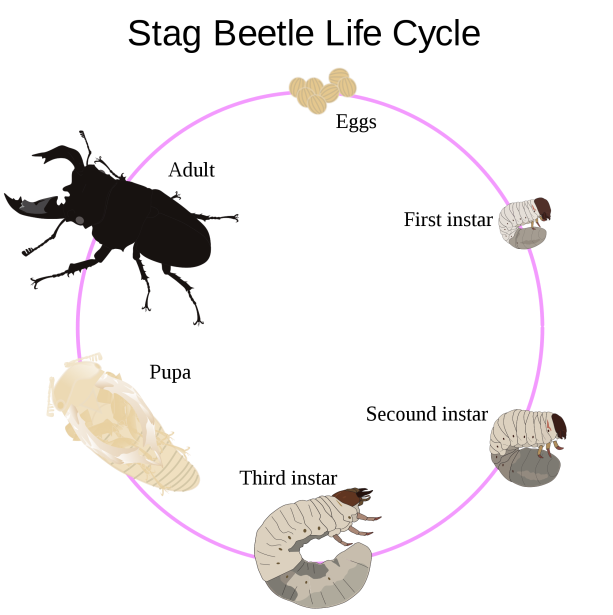 Stag Beetle Life Cycle
Eggs
Adult
First instar
Pupa
Secound instar
Third instar